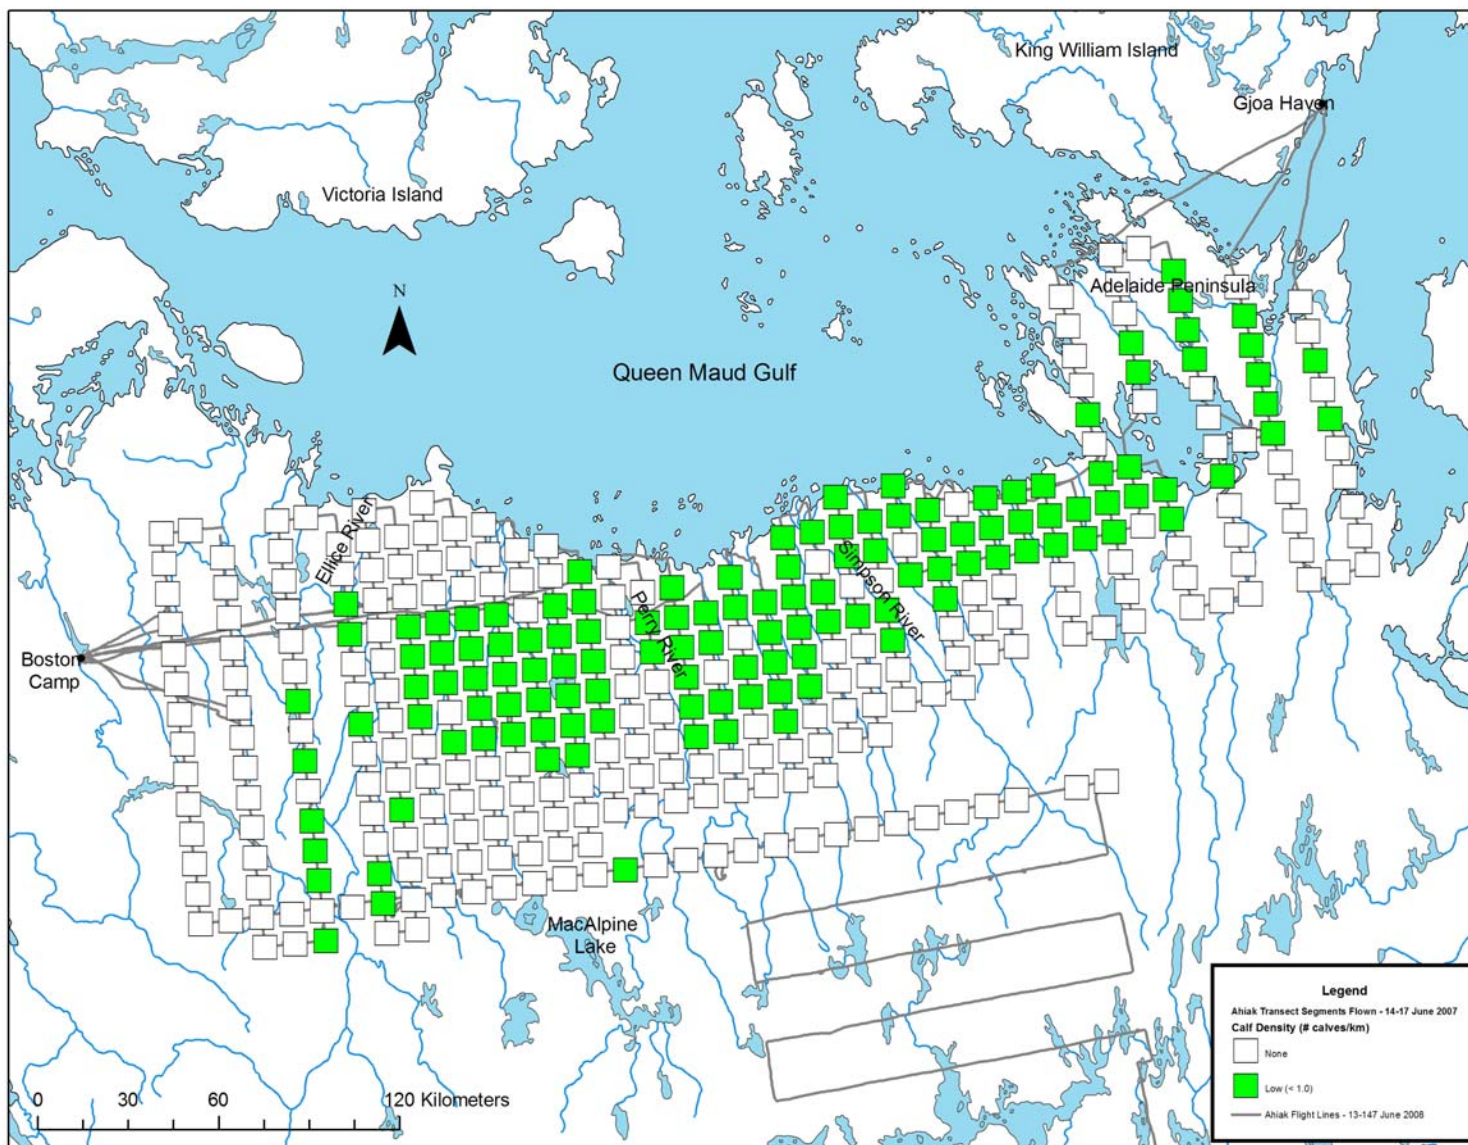 King William Island
Gjoa Haven
Victoria Island
Adelaide Peninsula
N
Queen Maud Gulf
Ellice River
Simpson River
Perry River
Boston
Camp
MacAlpine
Lake
Legend
Ahiak Transect Segments Flown - 14-17 June 2007
Calf Density (# calves/km)
None
Low (< 1.0)
Ahiak Flight Lines - 13-147 June 2008
0 30 60 120 Kilometers